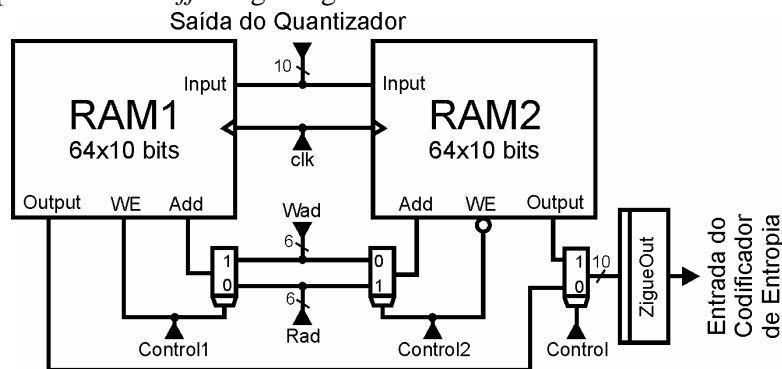 Saída do Quantizador
10
Input
Input
RAM1
64x10 bits
RAM2
64x10 bits
clk
Output
WE
Add
Wad
Add
WE
Output
6
1
0
0
1
6
Rad
1
0
10
ZigueOut
Entrada do
Codificador
de Entropia
Control1
Control2
Control